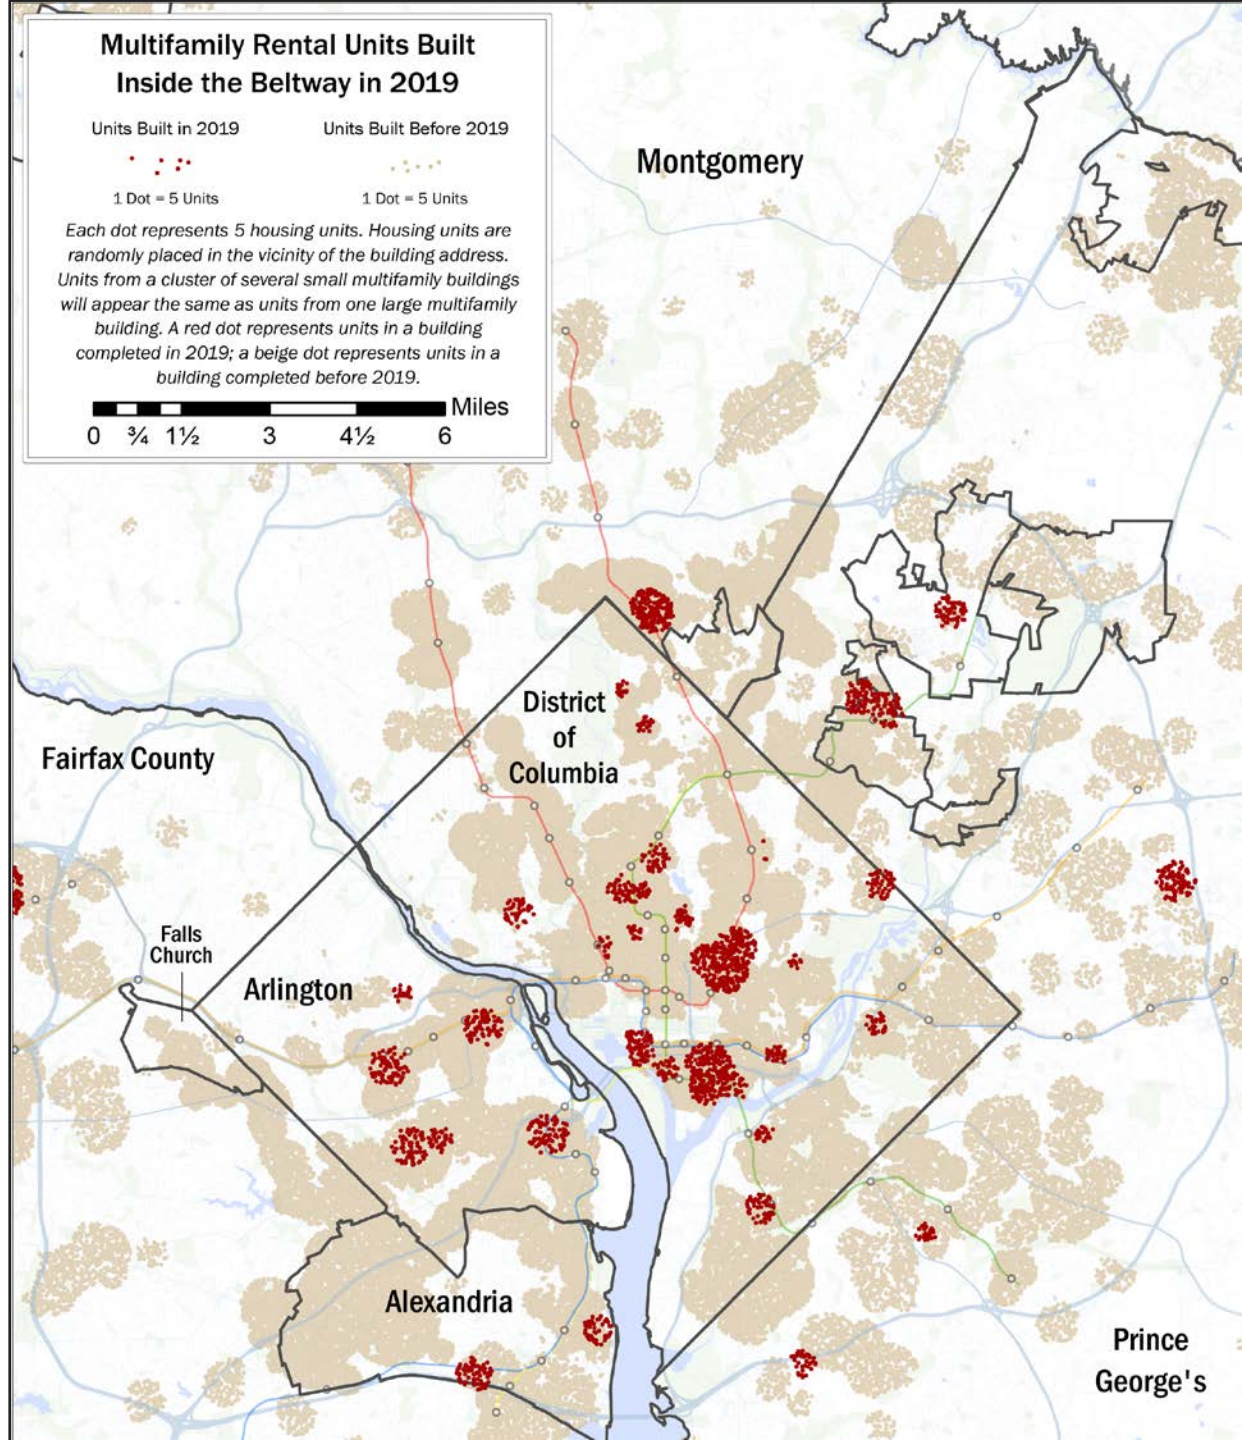 Multifamily Rental Units Built
Inside the Beltway in 2019
Units Built in 2019
Units Built Before 2019
1 Dot = 5 Units
1 Dot = 5 Units
Each dot represents 5 housing units. Housing units are
randomly placed in the vicinity of the building address.
Units from a cluster of several small multifamily buildings
will appear the same as units from one large multifamily
building. A red dot represents units in a building
completed in 2019; a beige dot represents units in a
building completed before 2019.
Miles
0 ¾ 1½ 3 4½ 6
Montgomery
District
of
Columbia
Fairfax County
Falls
Church
Arlington
Alexandria
Prince
George's